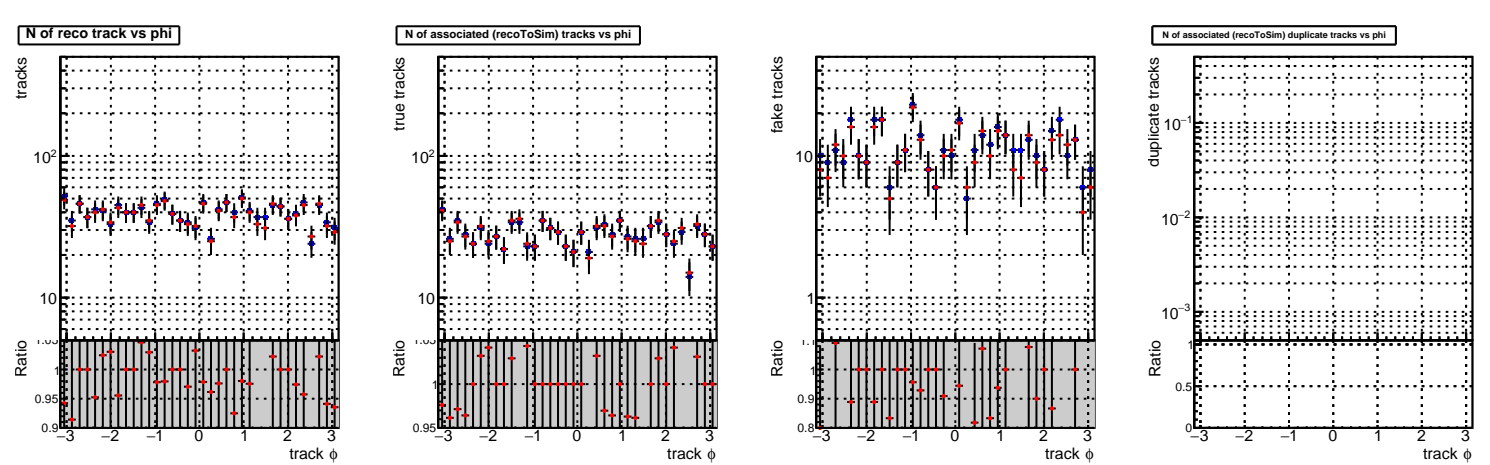 N of reco track vs phi
tracks
10²
10
Ratio
1
0.95
0.9
−3 −2 −1 0 1 2 3
track ϕ
N of associated (recoToSim) tracks vs phi
true tracks
10²
10
Ratio
1
0.95
−3 −2 −1 0 1 2 3
track ϕ
fake tracks
10
1
Ratio
1
0.9
0.8
−3 −2 −1 0 1 2 3
track ϕ
N of associated (recoToSim) duplicate tracks vs phi
duplicate tracks
10⁻¹
10⁻²
10⁻³
Ratio
1
0.5
0
−3 −2 −1 0 1 2 3
track ϕ